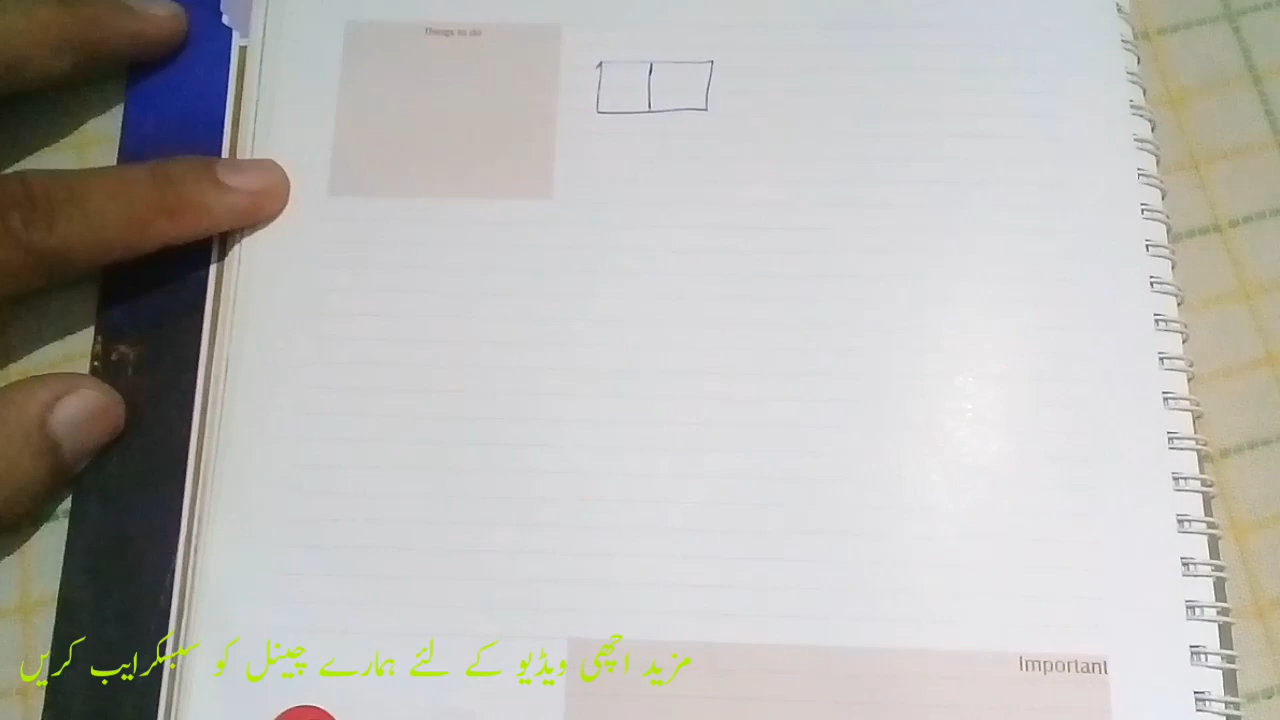 Things to do
مزید اچھی ویڈیو کے لئے ہمارے چینل کو سبسکرایب کریں
Important